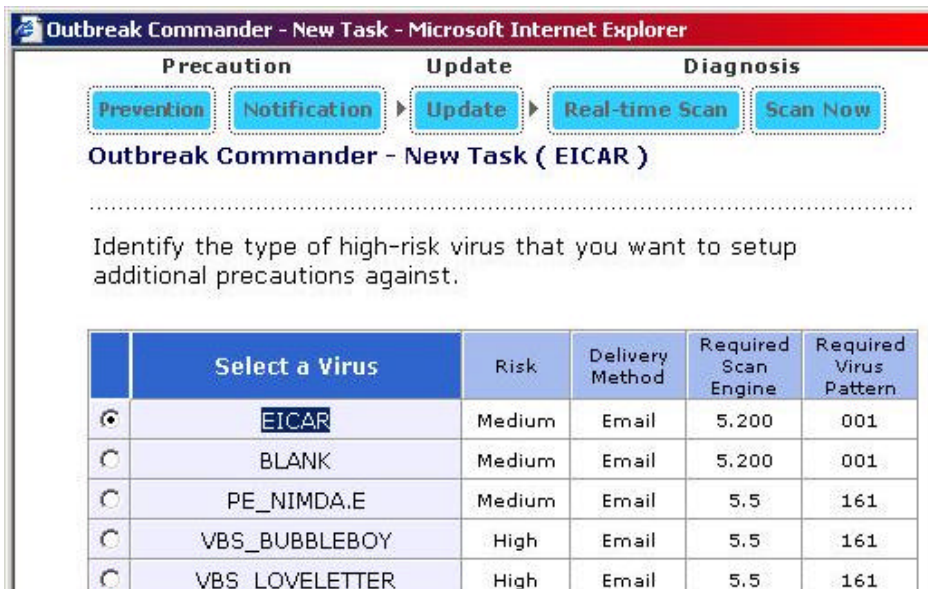 Outbreak Commander - New Task - Microsoft Internet Explorer
Precaution Update Diagnosis
Prevention Notification Update Real-time Scan Scan Now
Outbreak Commander - New Task ( EICAR )
Identify the type of high-risk virus that you want to setup
additional precautions against.
Select a Virus Risk Delivery Method Required Scan Engine Required Virus Pattern
EICAR Medium Email 5.200 001
BLANK Medium Email 5.200 001
PE_NIMDA.E Medium Email 5.5 161
VBS_BUBBLEBOY High Email 5.5 161
VBS_LOVELETTER High Email 5.5 161